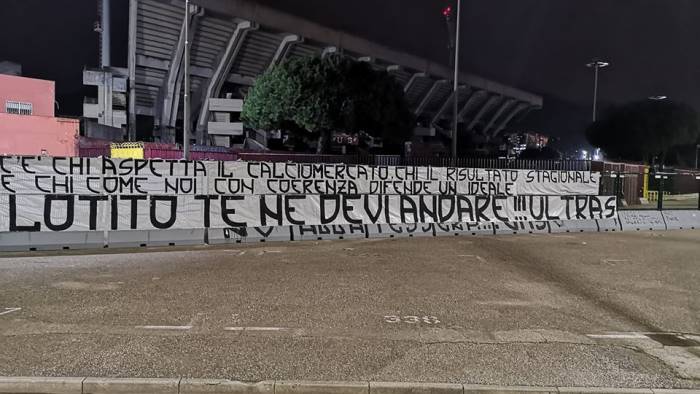 C'È CHI ASPETTA IL CALCIOMERCATO, CHI IL RISULTATO STAGIONALE
E CHI COME NOI CON COERENZA DIFENDE UN IDEALE
LOTITO TE NE DEVI ANDARE!!! ULTRAS
338